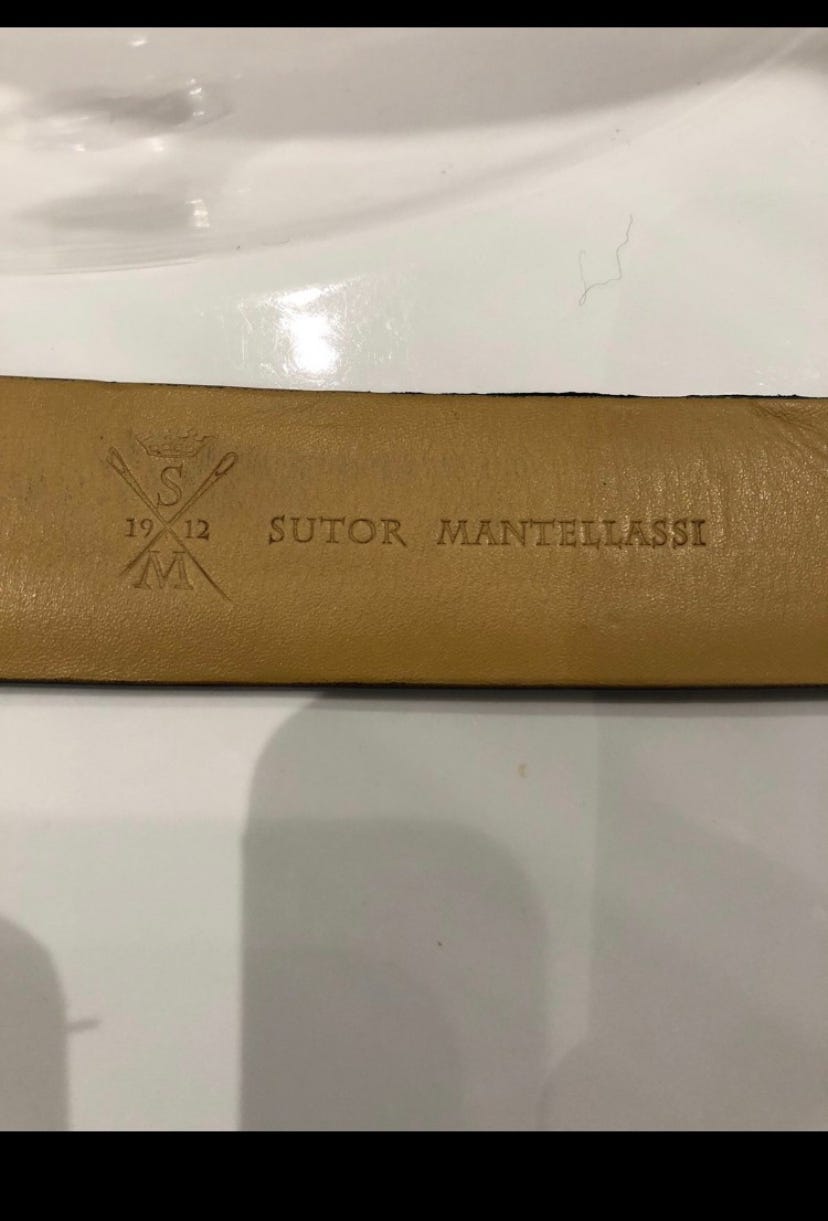 S
19 12
M
SUTOR MANTELLASSI